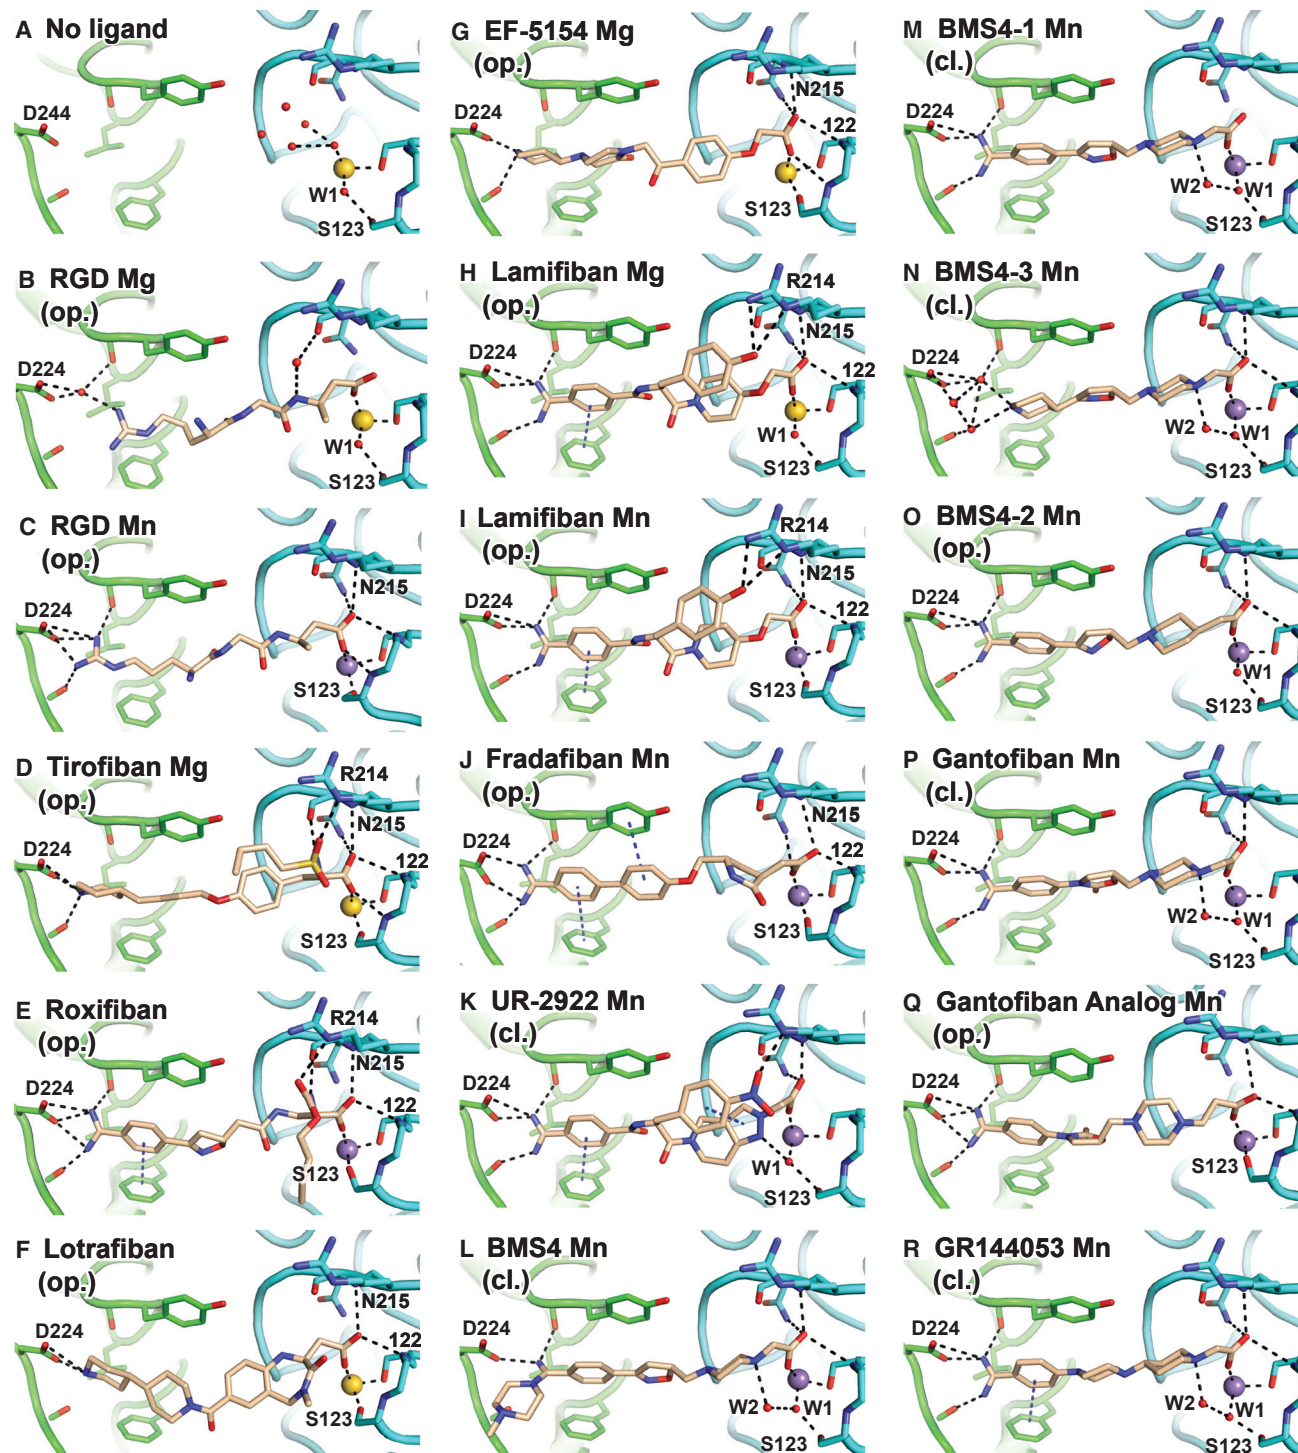 A No ligand
D244
W1
S123
B RGD Mg
(op.)
D224
W1
S123
C RGD Mn
(op.)
N215
D224
S123
D Tirofiban Mg
(op.)
R214
N215
D224
122
S123
E Roxifiban
(op.)
R214
N215
D224
122
S123
F Lotrafiban
(op.)
N215
D224
122
S123
G EF-5154 Mg
(op.)
N215
D224
122
S123
H Lamifiban Mg
(op.)
R214
N215
D224
122
W1
S123
I Lamifiban Mn
(op.)
R214
N215
D224
122
S123
J Fradafiban Mn
(op.)
N215
D224
122
S123
K UR-2922 Mn
(cl.)
D224
W1
S123
L BMS4 Mn
(cl.)
D224
W2 W1
S123
M BMS4-1 Mn
(cl.)
D224
W2 W1
S123
N BMS4-3 Mn
(cl.)
D224
W2 W1
S123
O BMS4-2 Mn
(op.)
D224
W1
S123
P Gantofiban Mn
(cl.)
D224
W2 W1
S123
Q Gantofiban Analog Mn
(op.)
D224
S123
R GR144053 Mn
(cl.)
D224
W2 W1
S123